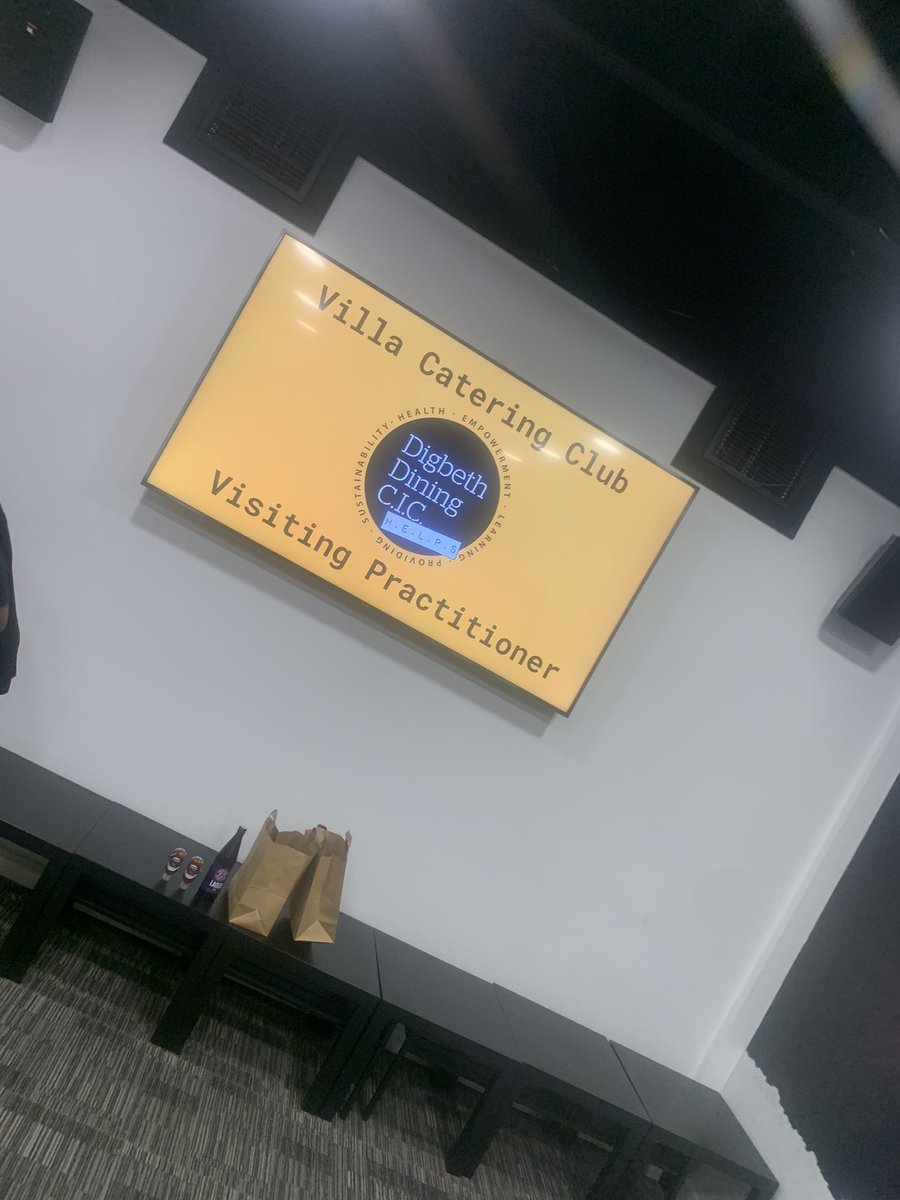 Villa Catering Club
SUSTAINABILITY - HEALTH - EMPOWERMENT - LEARNING - PROVIDING -
Digbeth
Dining
C.I.C.
H.E.L.P.S
Visiting Practitioner